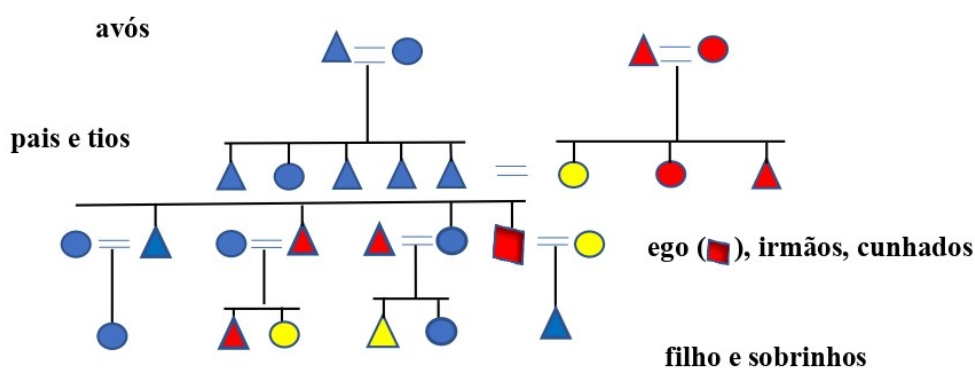 avós
pais e tios
ego ( ), irmãos, cunhados
filho e sobrinhos